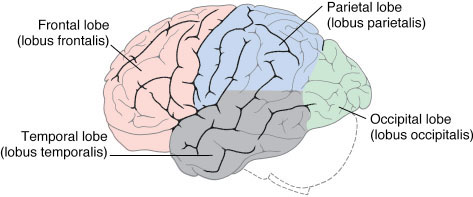 Frontal lobe
(lobus frontalis)
Parietal lobe
(lobus parietalis)
Temporal lobe
(lobus temporalis)
Occipital lobe
(lobus occipitalis)